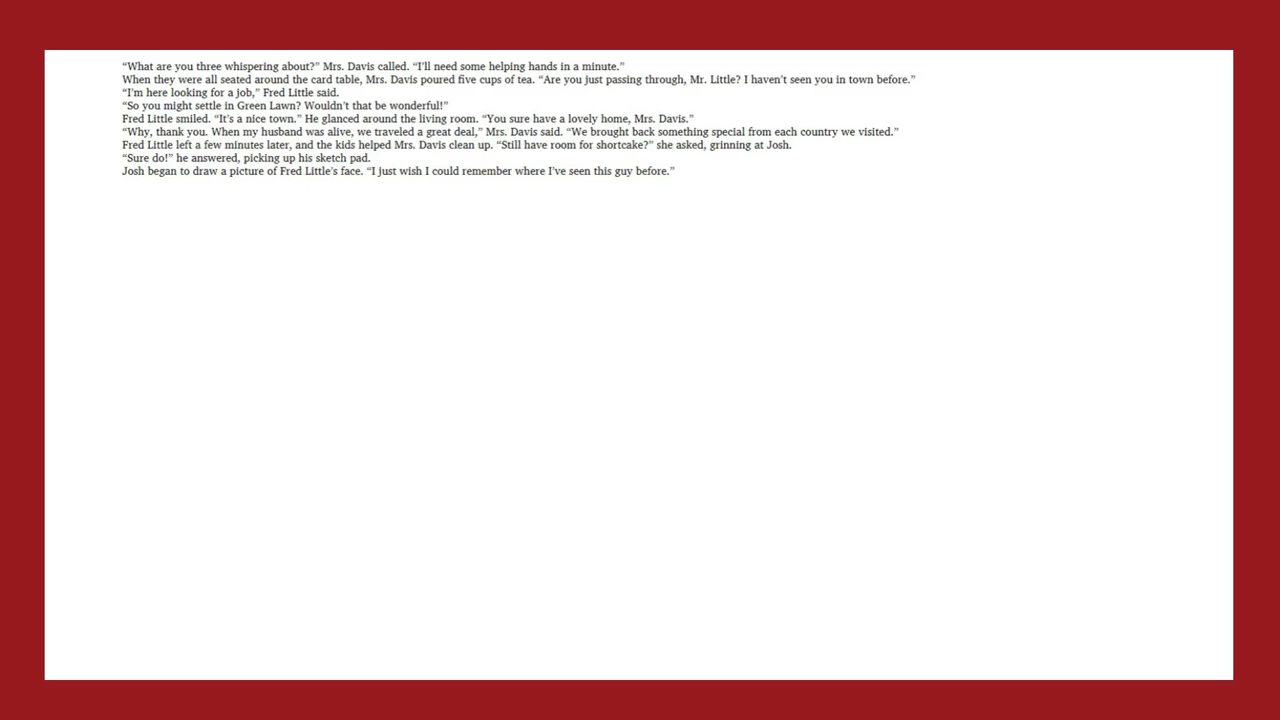 “What are you three whispering about?” Mrs. Davis called. “I’ll need some helping hands in a minute.”
When they were all seated around the card table, Mrs. Davis poured five cups of tea. “Are you just passing through, Mr. Little? I haven’t seen you in town before.”
“I’m here looking for a job,” Fred Little said.
“So you might settle in Green Lawn? Wouldn’t that be wonderful!”
Fred Little smiled. “It’s a nice town.” He glanced around the living room. “You sure have a lovely home, Mrs. Davis.”
“Why, thank you. When my husband was alive, we traveled a great deal,” Mrs. Davis said. “We brought back something special from each country we visited.”
Fred Little left a few minutes later, and the kids helped Mrs. Davis clean up. “Still have room for shortcake?” she asked, grinning at Josh.
“Sure do!” he answered, picking up his sketch pad.
Josh began to draw a picture of Fred Little’s face. “I just wish I could remember where I’ve seen this guy before.”